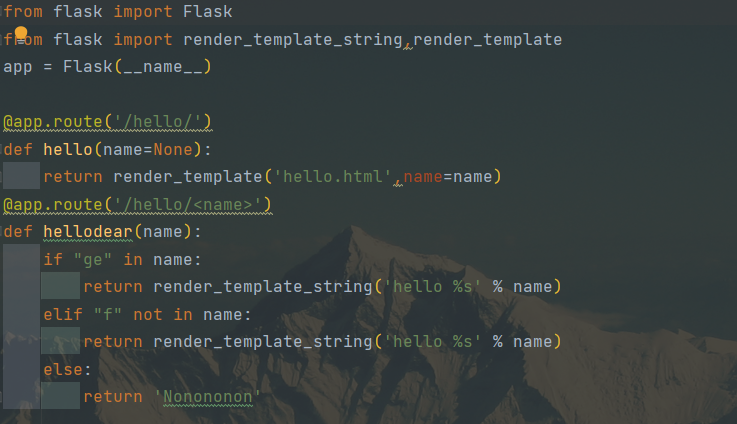 from flask import Flask
from flask import render_template_string,render_template
app = Flask(__name__)
@app.route('/hello/')
def hello(name=None):
return render_template('hello.html',name=name)
@app.route('/hello/<name>')
def hellodear(name):
if "ge" in name:
return render_template_string('hello %s' % name)
elif "f" not in name:
return render_template_string('hello %s' % name)
else:
return 'Nonononon'